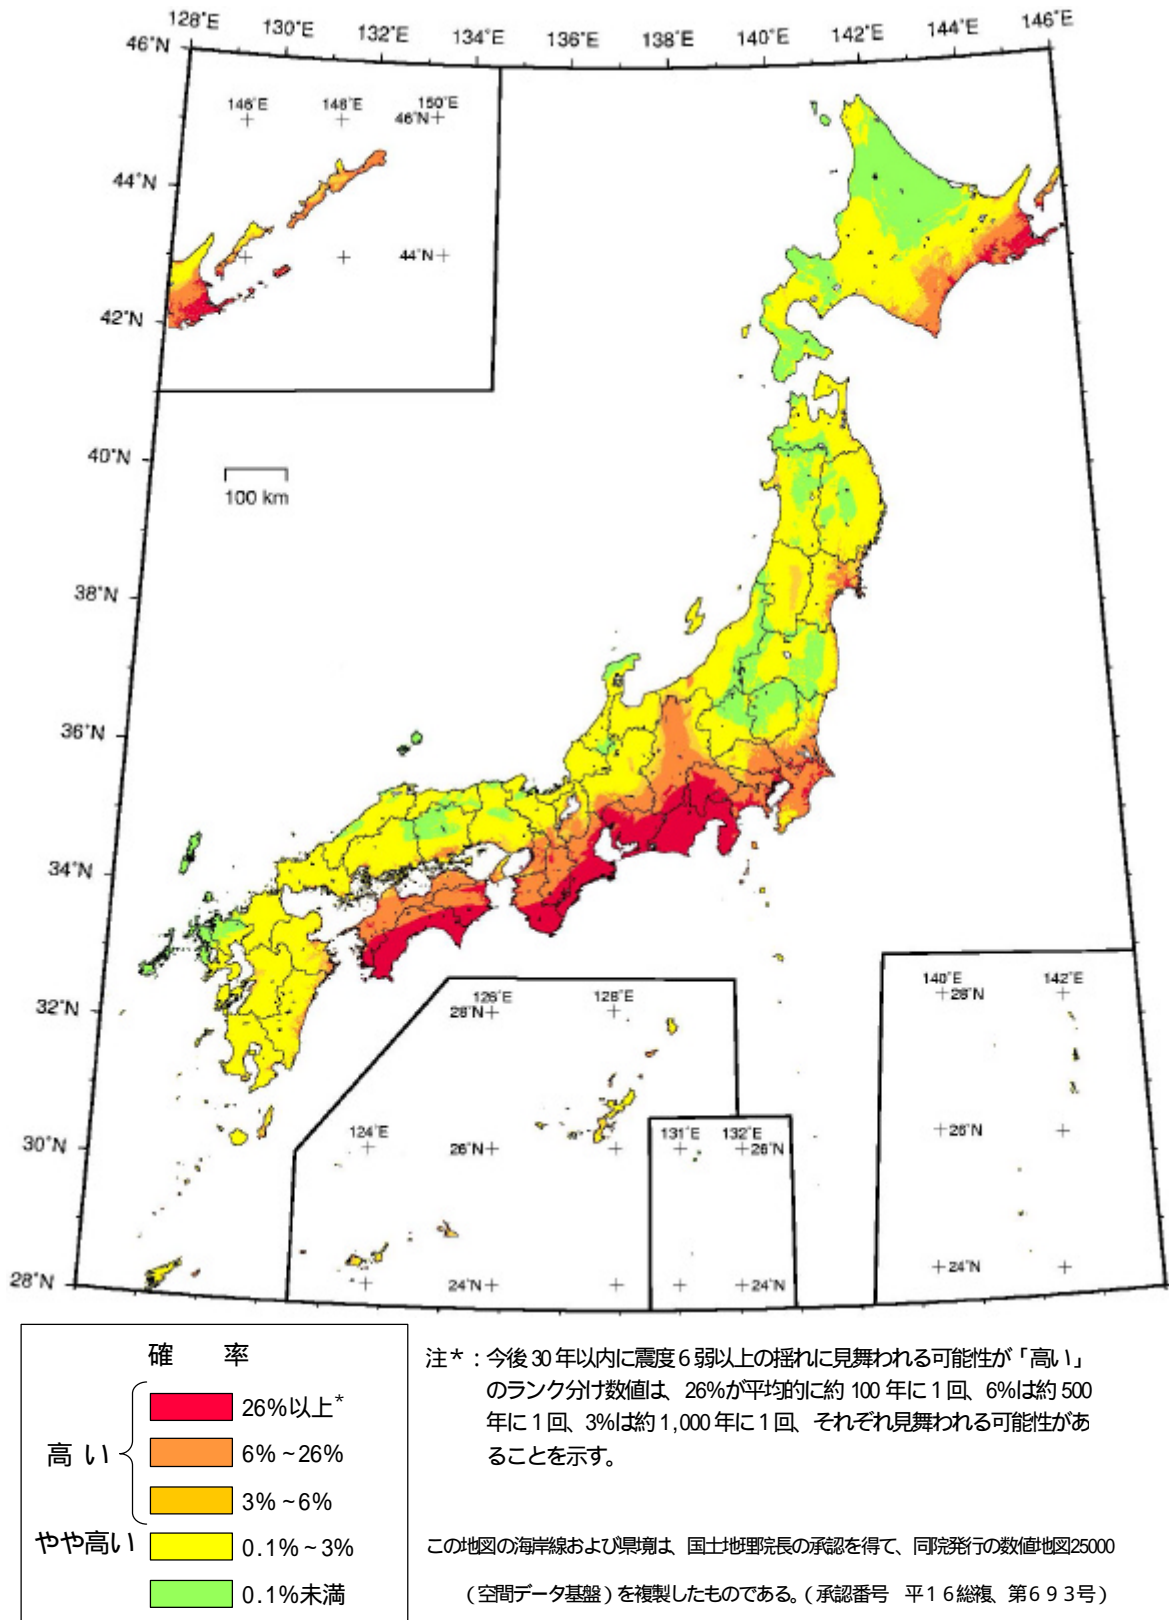 128°E 130°E 132°E 134°E 136°E 138°E 140°E 142°E 144°E 146°E
46°N
146°E 148°E 150°E
46°N
44°N
44°N
42°N
40°N
100 km
38°N
36°N
34°N
32°N
126°E 128°E
28°N
140°E 142°E
28°N
30°N
124°E
26°N
131°E 132°E
26°N
26°N
28°N
24°N
24°N
24°N
確 率
26%以上*
高い
6%~26%
3%~6%
やや高い
0.1%~3%
0.1%未満
注*:今後30年以内に震度6弱以上の揺れに見舞われる可能性が「高い」
のランク分け数値は、26%が平均的に約100年に1回、6%は約500
年に1回、3%は約1,000年に1回、それぞれ見舞われる可能性があ
ることを示す。
この地図の海岸線および県境は、国土地理院長の承認を得て、同院発行の数値地図25000
(空間データ基盤)を複製したものである。(承認番号 平16総複、第693号)